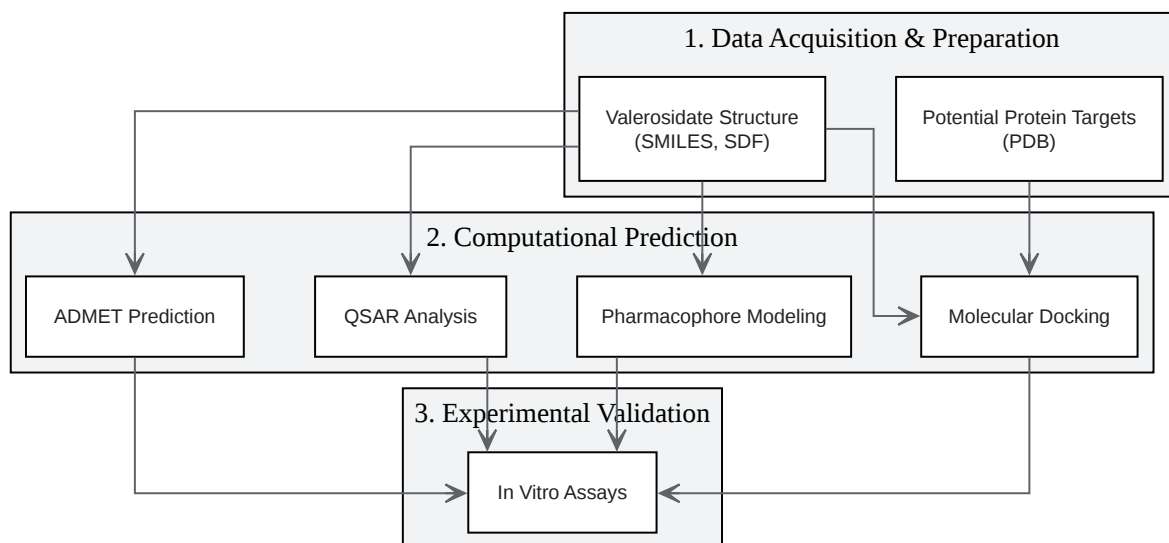 1. Data Acquisition & Preparation
Valerosidate Structure
(SMILES, SDF)
Potential Protein Targets
(PDB)
2. Computational Prediction
ADMET Prediction
QSAR Analysis
Pharmacophore Modeling
Molecular Docking
3. Experimental Validation
In Vitro Assays